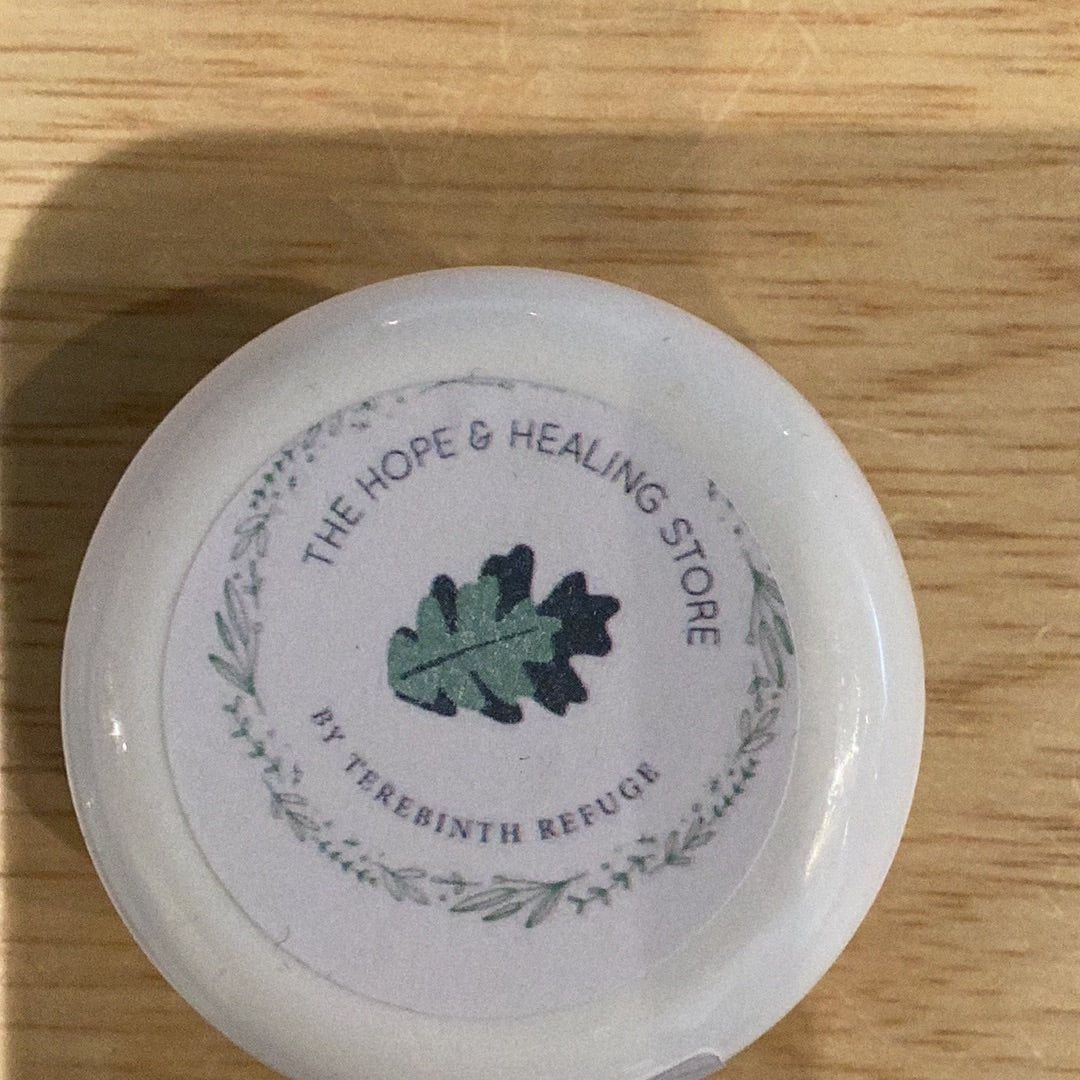 THE HOPE & HEALING STORE
BY TEREBINTH REFUGE